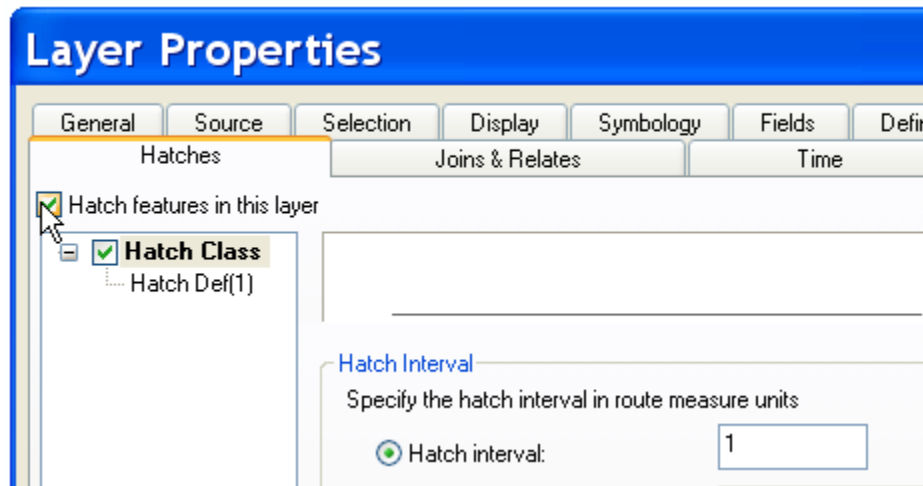 Layer Properties
General Source Selection Display Symbology Fields
Hatches Joins & Relates Time
Hatch features in this layer
Hatch Class
Hatch Def(1)
Hatch Interval
Specify the hatch interval in route measure units
Hatch interval: 1